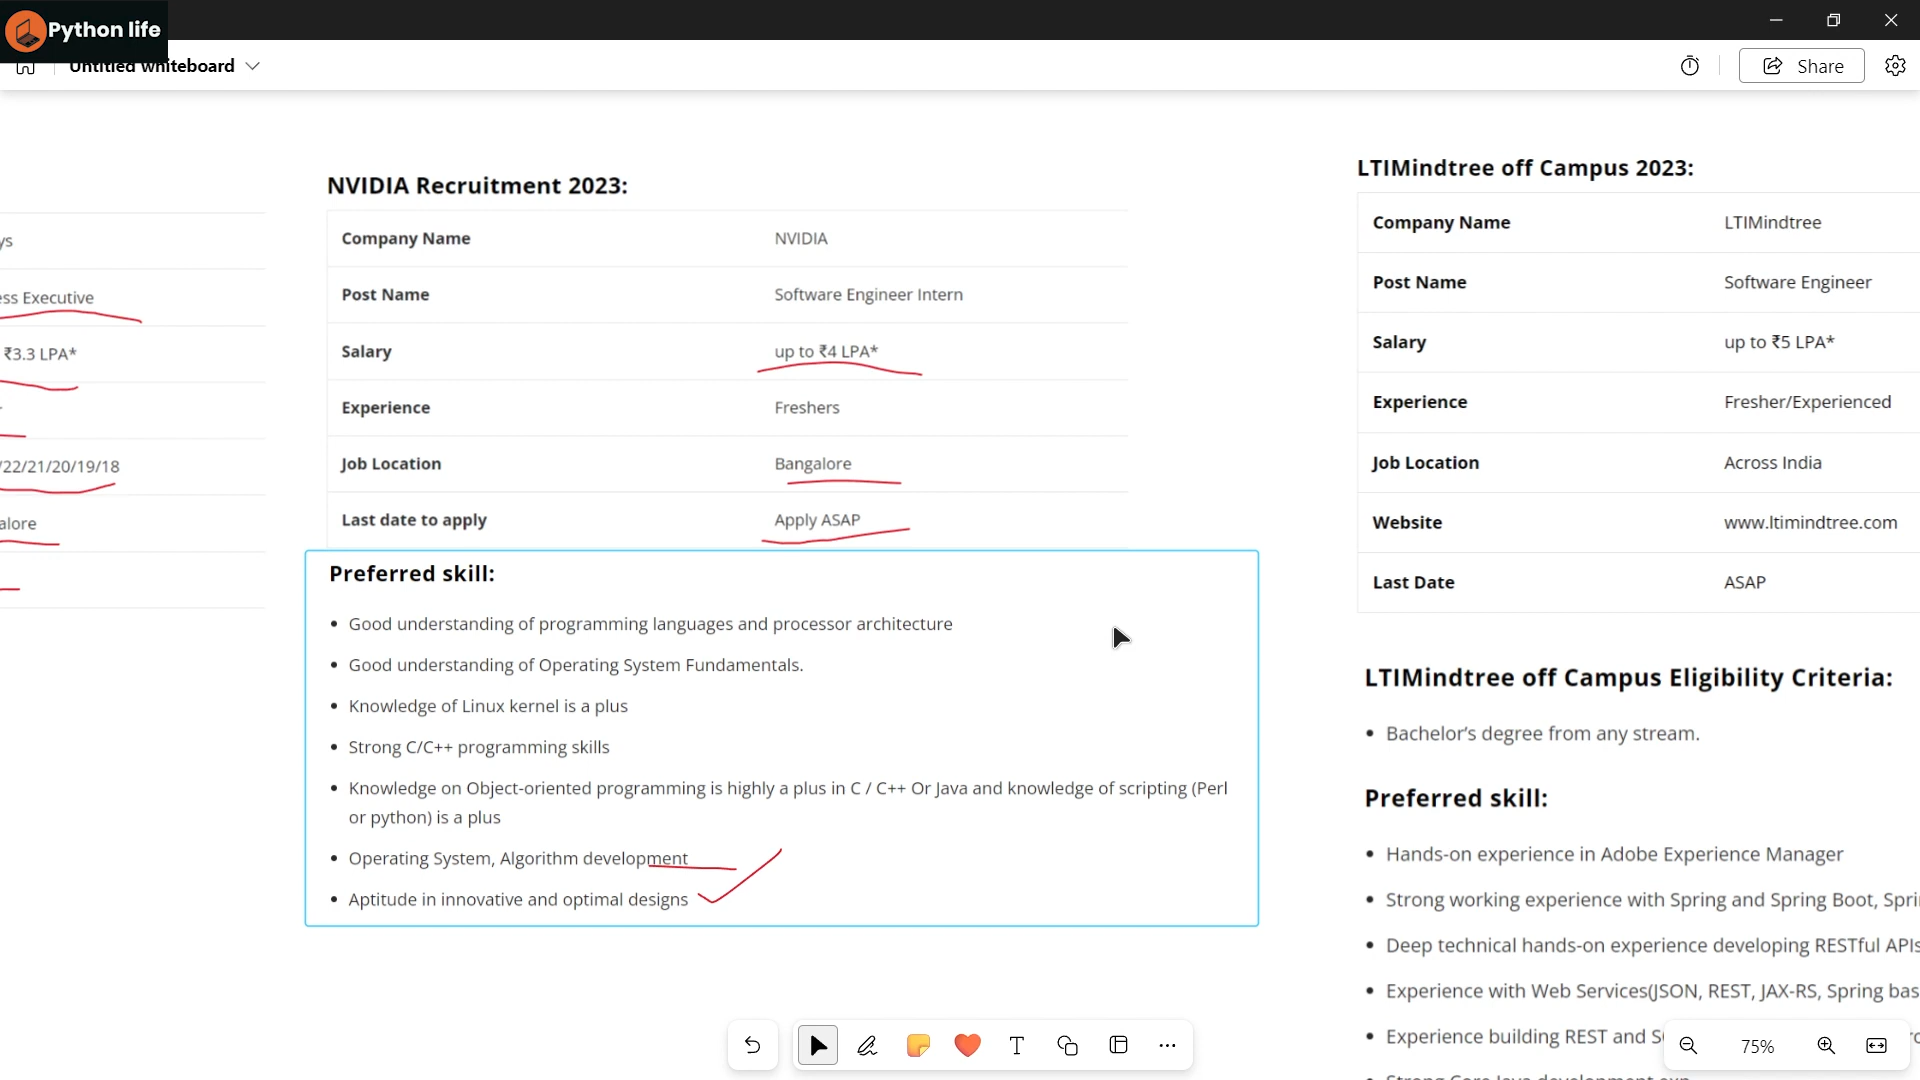 Python life
Untitled whiteboard
Share
ys
ess Executive
₹3.3 LPA*
/22/21/20/19/18
alore
NVIDIA Recruitment 2023:
Company Name NVIDIA
Post Name Software Engineer Intern
Salary up to ₹4 LPA*
Experience Freshers
Job Location Bangalore
Last date to apply Apply ASAP
Preferred skill:
• Good understanding of programming languages and processor architecture
• Good understanding of Operating System Fundamentals.
• Knowledge of Linux kernel is a plus
• Strong C/C++ programming skills
• Knowledge on Object-oriented programming is highly a plus in C / C++ Or Java and knowledge of scripting (Perl
or python) is a plus
• Operating System, Algorithm development
• Aptitude in innovative and optimal designs
LTIMindtree off Campus 2023:
Company Name LTIMindtree
Post Name Software Engineer
Salary up to ₹5 LPA*
Experience Fresher/Experienced
Job Location Across India
Website www.ltimindtree.com
Last Date ASAP
LTIMindtree off Campus Eligibility Criteria:
• Bachelor's degree from any stream.
Preferred skill:
• Hands-on experience in Adobe Experience Manager
• Strong working experience with Spring and Spring Boot, Spri
• Deep technical hands-on experience developing RESTful APIs
• Experience with Web Services(JSON, REST, JAX-RS, Spring bas
• Experience building REST and S
75%